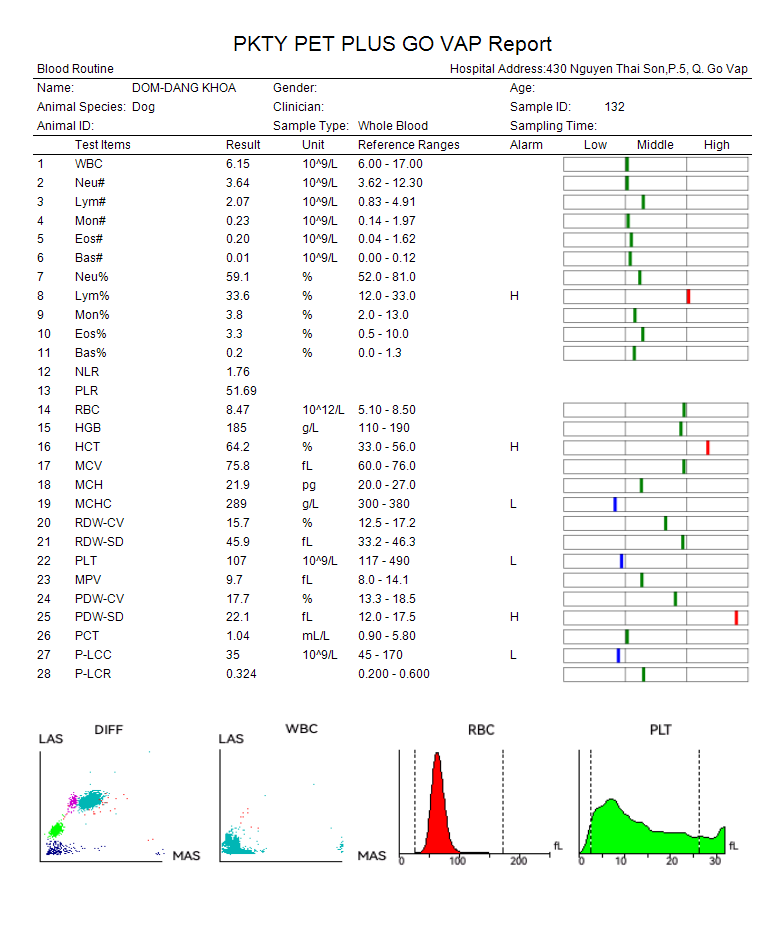 PKTY PET PLUS GO VAP Report
Blood Routine Hospital Address:430 Nguyen Thai Son,P.5, Q. Go Vap
Name: DOM-DANG KHOA Gender: Age:
Animal Species: Dog Clinician: Sample ID: 132
Animal ID: Sample Type: Whole Blood Sampling Time:
Test Items Result Unit Reference Ranges Alarm Low Middle High
1 WBC 6.15 10^9/L 6.00 - 17.00
2 Neu# 3.64 10^9/L 3.62 - 12.30
3 Lym# 2.07 10^9/L 0.83 - 4.91
4 Mon# 0.23 10^9/L 0.14 - 1.97
5 Eos# 0.20 10^9/L 0.04 - 1.62
6 Bas# 0.01 10^9/L 0.00 - 0.12
7 Neu% 59.1 % 52.0 - 81.0
8 Lym% 33.6 % 12.0 - 33.0 H
9 Mon% 3.8 % 2.0 - 13.0
10 Eos% 3.3 % 0.5 - 10.0
11 Bas% 0.2 % 0.0 - 1.3
12 NLR 1.76
13 PLR 51.69
14 RBC 8.47 10^12/L 5.10 - 8.50
15 HGB 185 g/L 110 - 190
16 HCT 64.2 % 33.0 - 56.0 H
17 MCV 75.8 fL 60.0 - 76.0
18 MCH 21.9 pg 20.0 - 27.0
19 MCHC 289 g/L 300 - 380 L
20 RDW-CV 15.7 % 12.5 - 17.2
21 RDW-SD 45.9 fL 33.2 - 46.3
22 PLT 107 10^9/L 117 - 490 L
23 MPV 9.7 fL 8.0 - 14.1
24 PDW-CV 17.7 % 13.3 - 18.5
25 PDW-SD 22.1 fL 12.0 - 17.5 H
26 PCT 1.04 mL/L 0.90 - 5.80
27 P-LCC 35 10^9/L 45 - 170 L
28 P-LCR 0.324 0.200 - 0.600
DIFF WBC RBC PLT
LAS LAS
fL fL
MAS MAS
0 100 200 0 10 20 30